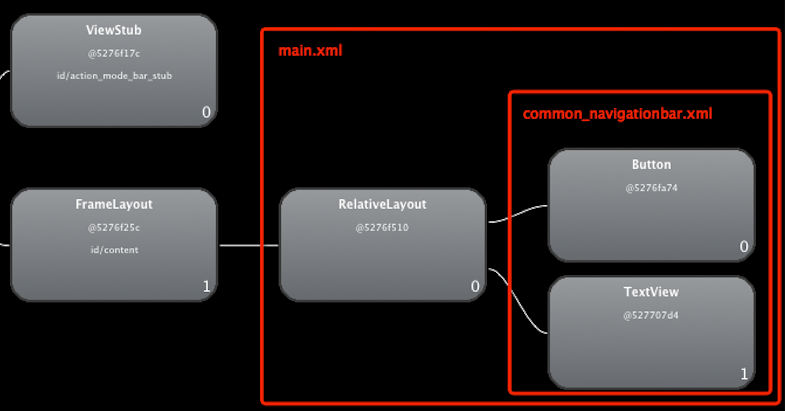 ViewStub
@5276f17c
id/action_mode_bar_stub
0
main.xml
common_navigationbar.xml
Button
@5276fa74
0
FrameLayout
@5276f25c
id/content
1
RelativeLayout
@5276f510
0
TextView
@527707d4
1